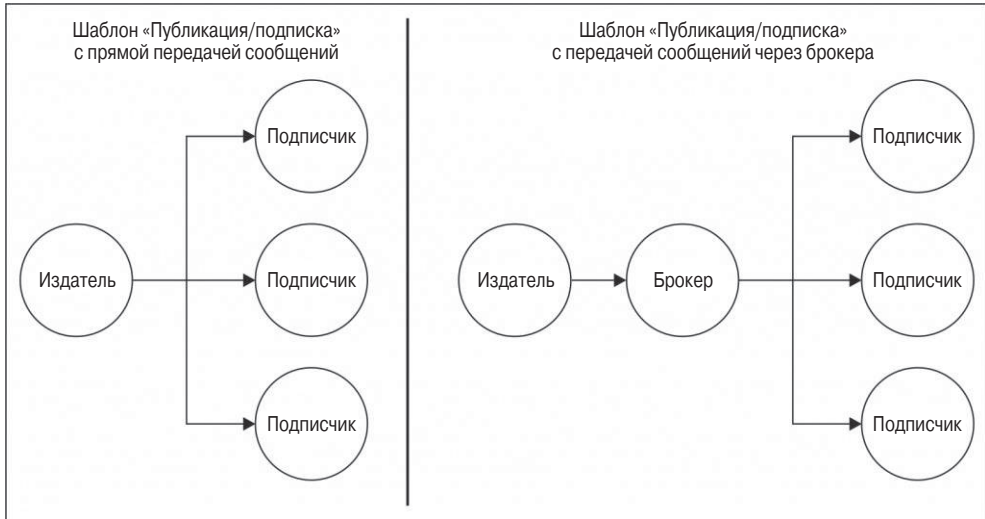 Шаблон «Публикация/подписка»
с прямой передачей сообщений
Подписчик
Издатель
Подписчик
Подписчик
Шаблон «Публикация/подписка»
с передачей сообщений через брокера
Подписчик
Издатель
Брокер
Подписчик
Подписчик